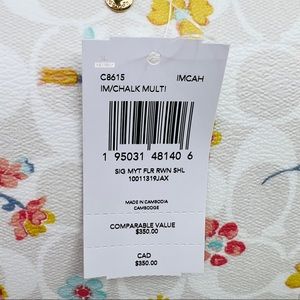 C8615 IMCAH
IM/CHALK MULTI
1 95031 48140 6
SIG MYT FLR RWN SHL
10011319JAX
MADE IN CAMBODIA
CAMBODGE
COMPARABLE VALUE
$350.00
CAD
$350.00